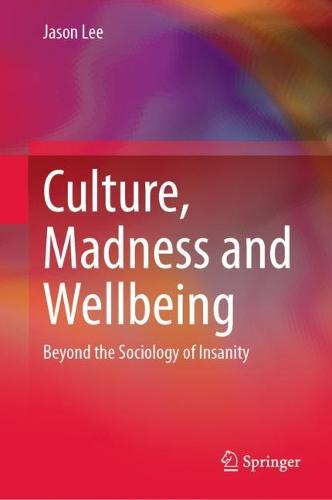 Jason Lee
Culture,
Madness and
Wellbeing
Beyond the Sociology of Insanity
Springer